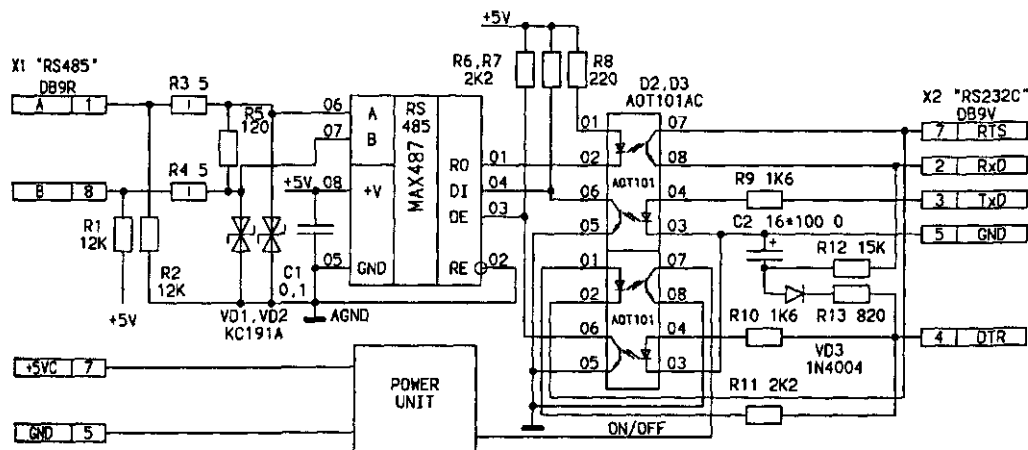 +5V
X1 "RS485"
DB9R
A 1
R3 5
R5
120
06
07
A
B
RS
485
MAX487
R6,R7
2K2
R8
220
D2,D3
AOT101AC
X2 "RS232C"
DB9V
7 RTS
01
07
02
08
RO 01
2 RxD
B 8
R4 5
+5V
08
+V
DI 04
AOT101
06
04
R9 1K6
3 TxD
DE 03
05
03
C2 16*100 0
5 GND
R1
12K
R2
12K
C1
0,1
05
GND
RE 02
01
07
+
R12 15K
+5V
VD1,VD2
KC191A
AGND
02
08
R13 820
AOT101
06
04
R10 1K6
4 DTR
VD3
1N4004
05
03
+5VC 7
POWER
UNIT
R11 2K2
GND 5
ON/OFF